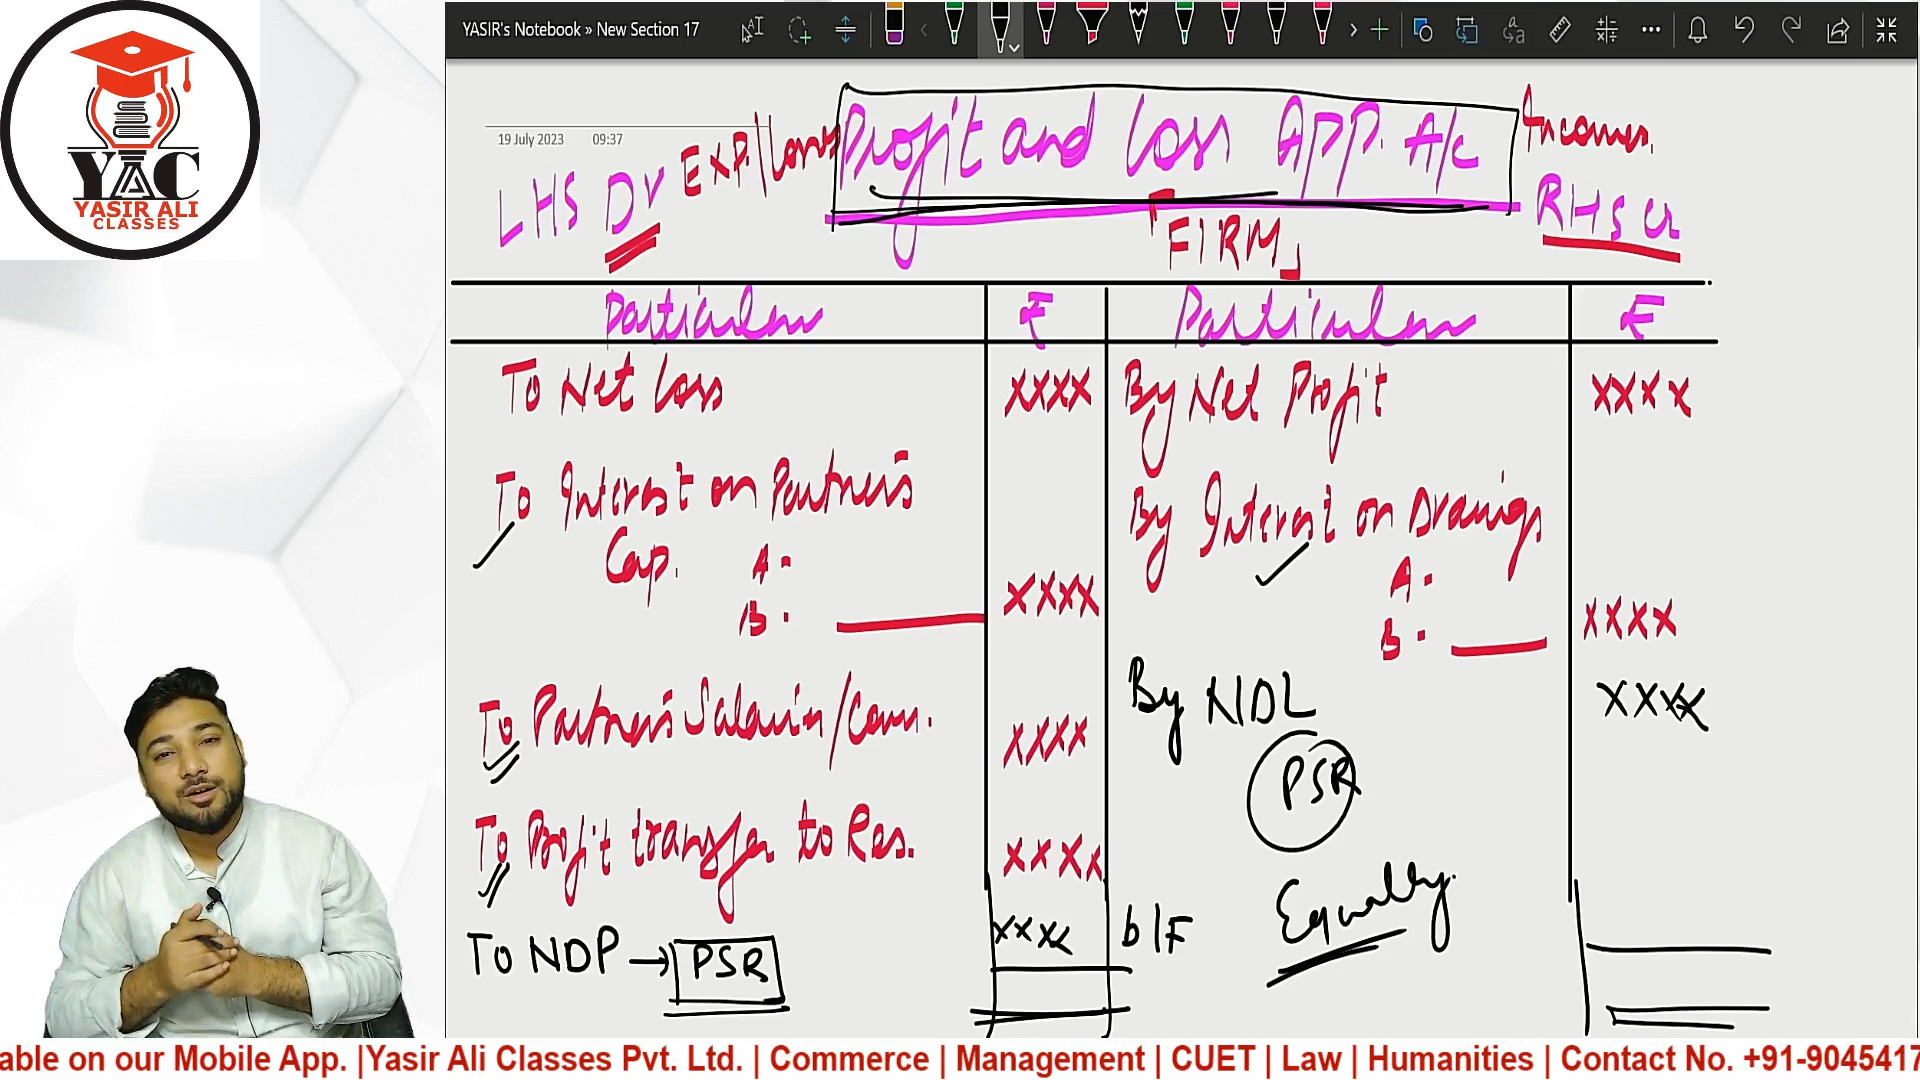 YASIR's Notebook » New Section 17
19 July 2023 09:37
LHS Dr Exp./Losses Profit and Loss APP. A/c Incomes.
RHS Cr
FIRM
Particulars ₹ Particulars ₹
To Net Loss xxxx By Net Profit xxxx
To Interest on Partner's Cap. By Interest on Drawings
A. A.
B. xxxx B. xxxx
To Partner's Salaries/Com. xxxx By NDL xxxx
PSR
To Profit transfer to Res. xxxx
Equally.
To NDP → PSR xxxx b/F
YAC
YASIR ALI
CLASSES
able on our Mobile App. |Yasir Ali Classes Pvt. Ltd. | Commerce | Management | CUET | Law | Humanities | Contact No. +91-9045417